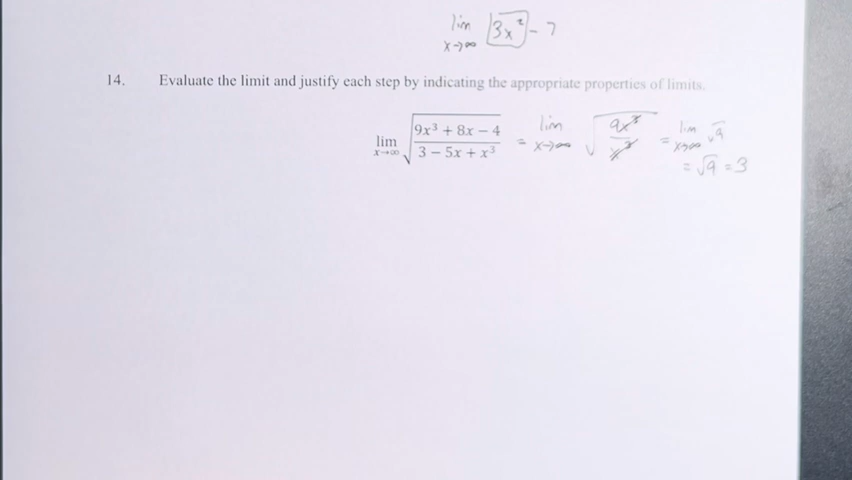 lim 3x² - 7
x→∞
14. Evaluate the limit and justify each step by indicating the appropriate properties of limits.
lim √((9x³ + 8x − 4)/(3 − 5x + x³)) = lim √(9x³/x³) = lim √9
x→∞ x→∞ x→∞
= √9 = 3